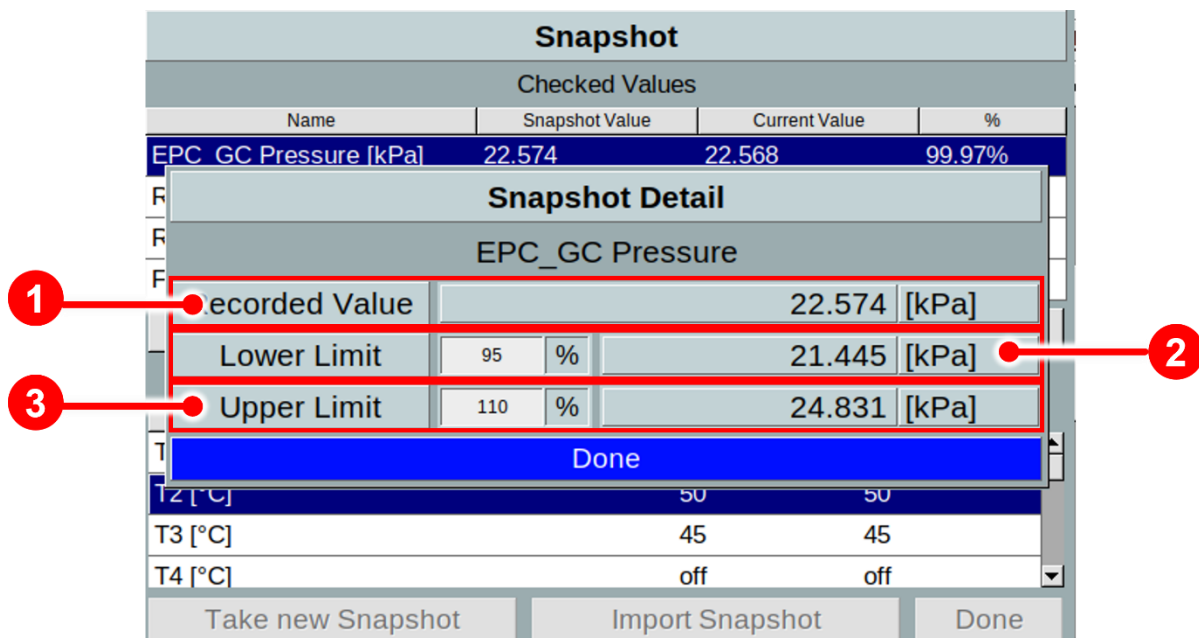 Snapshot
Checked Values
Name Snapshot Value Current Value %
EPC_GC Pressure [kPa] 22.574 22.568 99.97%
R
Snapshot Detail
R
EPC_GC Pressure
F
1 ecorded Value 22.574 [kPa]
Lower Limit 95 % 21.445 [kPa] 2
3 Upper Limit 110 % 24.831 [kPa]
T
Done
T2 [°C] 50 50
T3 [°C] 45 45
T4 [°C] off off
Take new Snapshot Import Snapshot Done